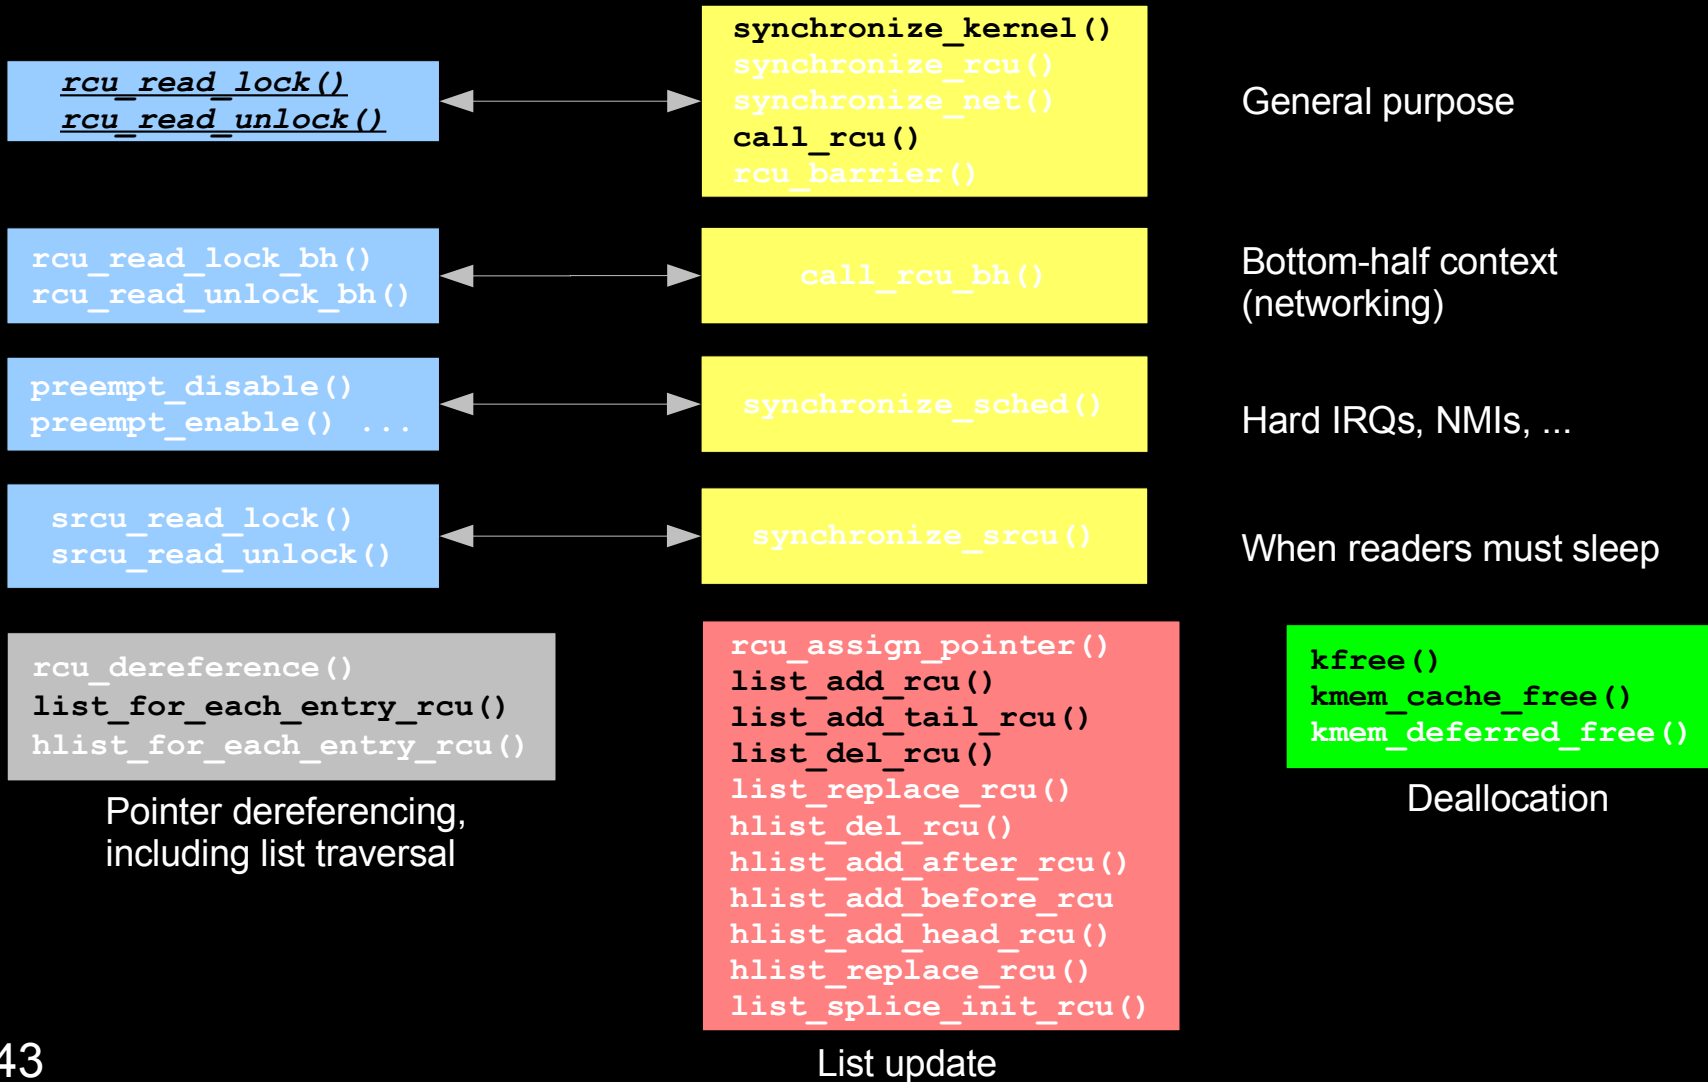 rcu_read_lock()
rcu_read_unlock()
synchronize_kernel()
synchronize_rcu()
synchronize_net()
call_rcu()
rcu_barrier()
General purpose
rcu_read_lock_bh()
rcu_read_unlock_bh()
call_rcu_bh()
Bottom-half context
(networking)
preempt_disable()
preempt_enable() ...
synchronize_sched()
Hard IRQs, NMIs, ...
srcu_read_lock()
srcu_read_unlock()
synchronize_srcu()
When readers must sleep
rcu_dereference()
list_for_each_entry_rcu()
hlist_for_each_entry_rcu()
Pointer dereferencing,
including list traversal
rcu_assign_pointer()
list_add_rcu()
list_add_tail_rcu()
list_del_rcu()
list_replace_rcu()
hlist_del_rcu()
hlist_add_after_rcu()
hlist_add_before_rcu
hlist_add_head_rcu()
hlist_replace_rcu()
list_splice_init_rcu()
List update
kfree()
kmem_cache_free()
kmem_deferred_free()
Deallocation
43